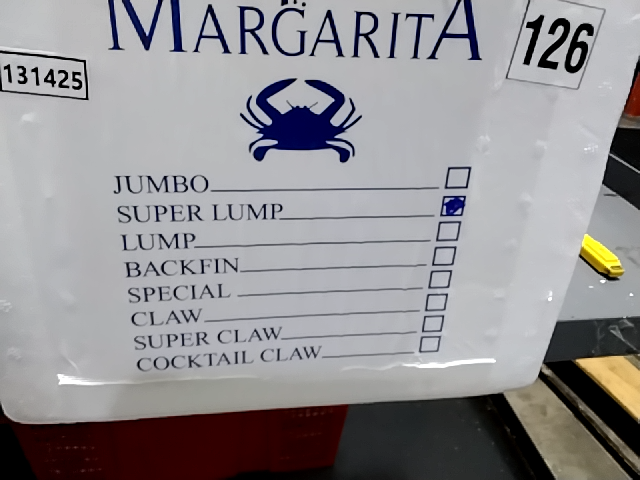 MARGARITA
126
131425
JUMBO
SUPER LUMP
LUMP
BACKFIN
SPECIAL
CLAW
SUPER CLAW
COCKTAIL CLAW